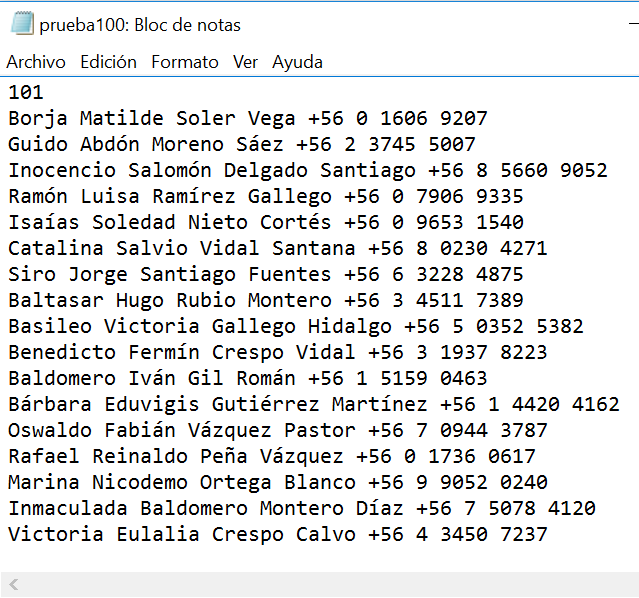 prueba100: Bloc de notas
Archivo Edición Formato Ver Ayuda
101
Borja Matilde Soler Vega +56 0 1606 9207
Guido Abdón Moreno Sáez +56 2 3745 5007
Inocencio Salomón Delgado Santiago +56 8 5660 9052
Ramón Luisa Ramírez Gallego +56 0 7906 9335
Isaías Soledad Nieto Cortés +56 0 9653 1540
Catalina Salvio Vidal Santana +56 8 0230 4271
Siro Jorge Santiago Fuentes +56 6 3228 4875
Baltasar Hugo Rubio Montero +56 3 4511 7389
Basileo Victoria Gallego Hidalgo +56 5 0352 5382
Benedicto Fermín Crespo Vidal +56 3 1937 8223
Baldomero Iván Gil Román +56 1 5159 0463
Bárbara Eduvigis Gutiérrez Martínez +56 1 4420 4162
Oswaldo Fabián Vázquez Pastor +56 7 0944 3787
Rafael Reinaldo Peña Vázquez +56 0 1736 0617
Marina Nicodemo Ortega Blanco +56 9 9052 0240
Inmaculada Baldomero Montero Díaz +56 7 5078 4120
Victoria Eulalia Crespo Calvo +56 4 3450 7237